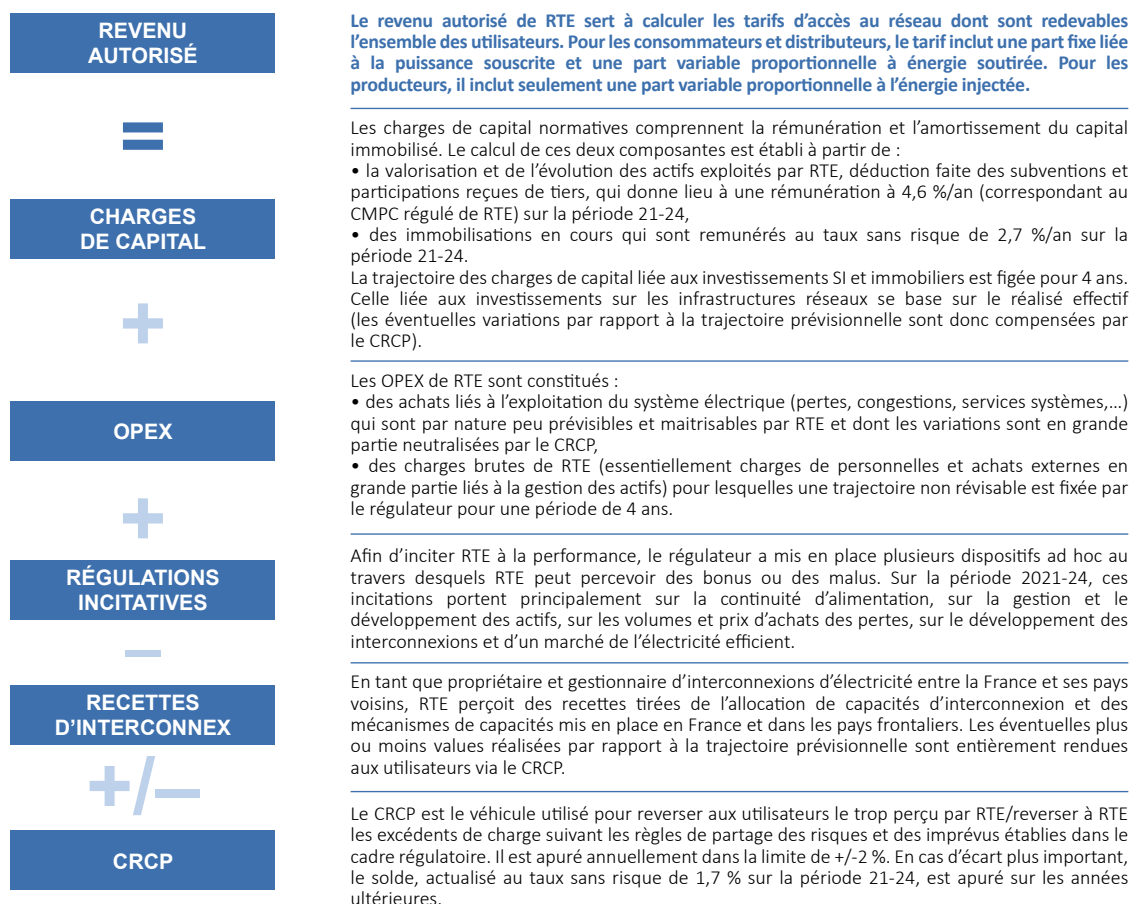 REVENU
AUTORISÉ
Le revenu autorisé de RTE sert à calculer les tarifs d'accès au réseau dont sont redevables
l'ensemble des utilisateurs. Pour les consommateurs et distributeurs, le tarif inclut une part fixe liée
à la puissance souscrite et une part variable proportionnelle à énergie soutirée. Pour les
producteurs, il inclut seulement une part variable proportionnelle à l'énergie injectée.
=
CHARGES
DE CAPITAL
Les charges de capital normatives comprennent la rémunération et l'amortissement du capital
immobilisé. Le calcul de ces deux composantes est établi à partir de :
• la valorisation et de l'évolution des actifs exploités par RTE, déduction faite des subventions et
participations reçues de tiers, qui donne lieu à une rémunération à 4,6 %/an (correspondant au
CMPC régulé de RTE) sur la période 21-24,
• des immobilisations en cours qui sont remunérés au taux sans risque de 2,7 %/an sur la
période 21-24.
La trajectoire des charges de capital liée aux investissements SI et immobiliers est figée pour 4 ans.
Celle liée aux investissements sur les infrastructures réseaux se base sur le réalisé effectif
(les éventuelles variations par rapport à la trajectoire prévisionnelle sont donc compensées par
le CRCP).
+
OPEX
Les OPEX de RTE sont constitués :
• des achats liés à l'exploitation du système électrique (pertes, congestions, services systèmes,...)
qui sont par nature peu prévisibles et maitrisables par RTE et dont les variations sont en grande
partie neutralisées par le CRCP,
• des charges brutes de RTE (essentiellement charges de personnelles et achats externes en
grande partie liés à la gestion des actifs) pour lesquelles une trajectoire non révisable est fixée par
le régulateur pour une période de 4 ans.
+
RÉGULATIONS
INCITATIVES
Afin d'inciter RTE à la performance, le régulateur a mis en place plusieurs dispositifs ad hoc au
travers desquels RTE peut percevoir des bonus ou des malus. Sur la période 2021-24, ces
incitations portent principalement sur la continuité d'alimentation, sur la gestion et le
développement des actifs, sur les volumes et prix d'achats des pertes, sur le développement des
interconnexions et d'un marché de l'électricité efficient.
–
RECETTES
D'INTERCONNEX
En tant que propriétaire et gestionnaire d'interconnexions d'électricité entre la France et ses pays
voisins, RTE perçoit des recettes tirées de l'allocation de capacités d'interconnexion et des
mécanismes de capacités mis en place en France et dans les pays frontaliers. Les éventuelles plus
ou moins values réalisées par rapport à la trajectoire prévisionnelle sont entièrement rendues
aux utilisateurs via le CRCP.
+/–
CRCP
Le CRCP est le véhicule utilisé pour reverser aux utilisateurs le trop perçu par RTE/reverser à RTE
les excédents de charge suivant les règles de partage des risques et des imprévus établies dans le
cadre régulatoire. Il est apuré annuellement dans la limite de +/-2 %. En cas d'écart plus important,
le solde, actualisé au taux sans risque de 1,7 % sur la période 21-24, est apuré sur les années
ultérieures.